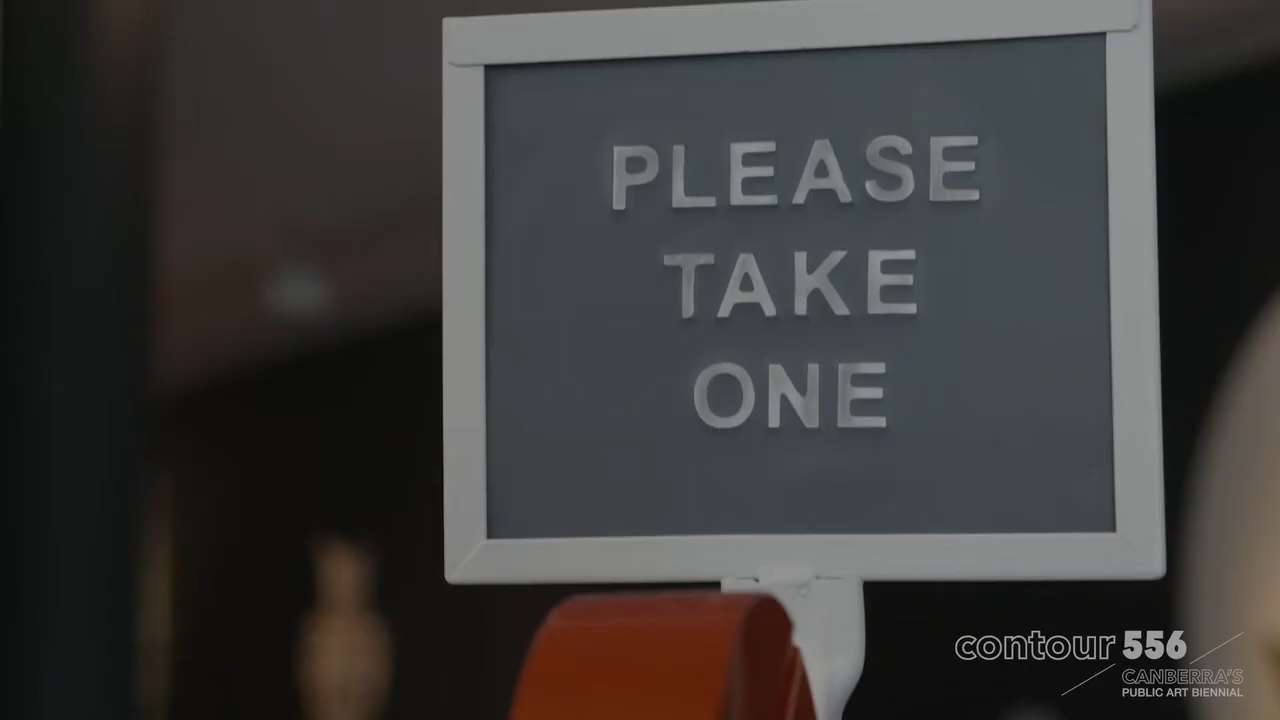 PLEASE
TAKE
ONE
contour 556
CANBERRA'S
PUBLIC ART BIENNIAL